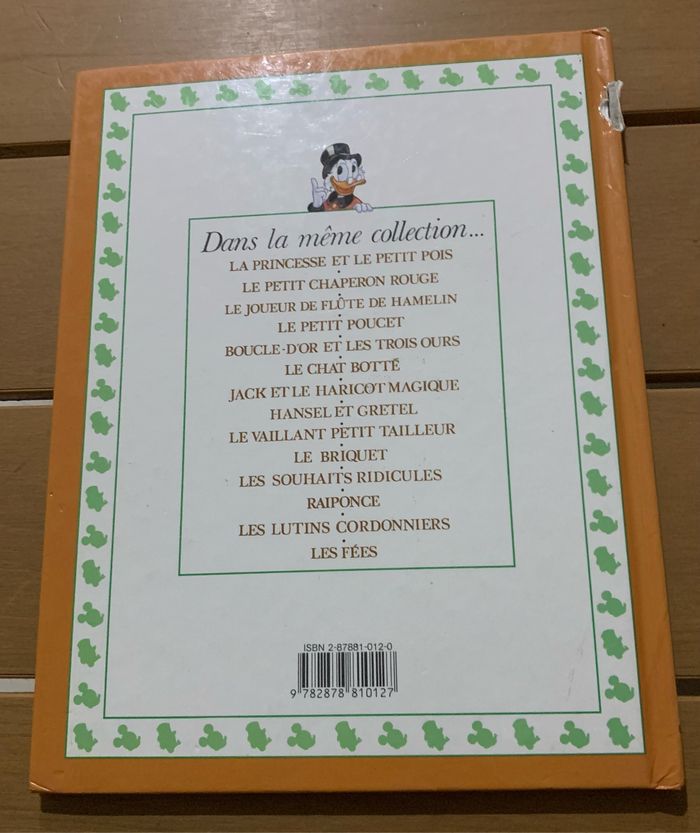 Dans la même collection...
LA PRINCESSE ET LE PETIT POIS
•
LE PETIT CHAPERON ROUGE
•
LE JOUEUR DE FLÛTE DE HAMELIN
•
LE PETIT POUCET
•
BOUCLE-D'OR ET LES TROIS OURS
•
LE CHAT BOTTÉ
•
JACK ET LE HARICOT MAGIQUE
•
HANSEL ET GRETEL
•
LE VAILLANT PETIT TAILLEUR
•
LE BRIQUET
•
LES SOUHAITS RIDICULES
•
RAIPONCE
•
LES LUTINS CORDONNIERS
•
LES FÉES
ISBN 2-87881-012-0
9 782878 810127